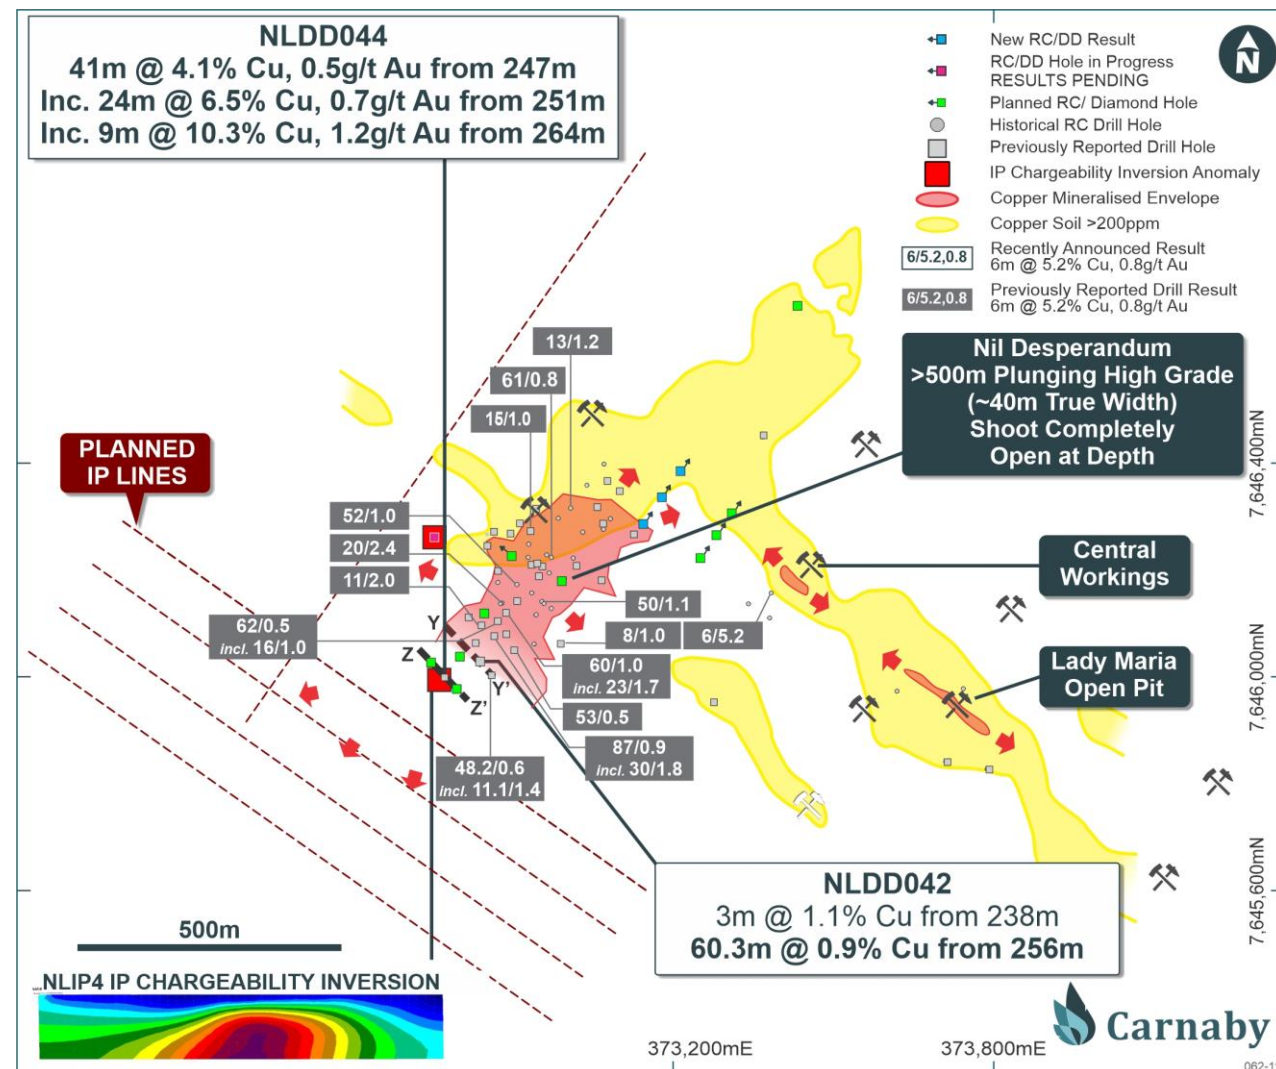 NLDD044
41m @ 4.1% Cu, 0.5g/t Au from 247m
Inc. 24m @ 6.5% Cu, 0.7g/t Au from 251m
Inc. 9m @ 10.3% Cu, 1.2g/t Au from 264m
New RC/DD Result
RC/DD Hole in Progress
RESULTS PENDING
Planned RC/ Diamond Hole
Historical RC Drill Hole
Previously Reported Drill Hole
IP Chargeability Inversion Anomaly
Copper Mineralised Envelope
Copper Soil >200ppm
6/5.2,0.8
Recently Announced Result
6m @ 5.2% Cu, 0.8g/t Au
6/5.2,0.8
Previously Reported Drill Result
6m @ 5.2% Cu, 0.8g/t Au
N
13/1.2
61/0.8
15/1.0
Nil Desperandum
>500m Plunging High Grade
(~40m True Width)
Shoot Completely
Open at Depth
PLANNED
IP LINES
7,646,400mN
52/1.0
20/2.4
11/2.0
Central
Workings
62/0.5
incl. 16/1.0
Y
Z
50/1.1
8/1.0
6/5.2
60/1.0
incl. 23/1.7
Y'
Z'
Lady Maria
Open Pit
7,646,000mN
53/0.5
87/0.9
incl. 30/1.8
48.2/0.6
incl. 11.1/1.4
NLDD042
3m @ 1.1% Cu from 238m
60.3m @ 0.9% Cu from 256m
7,645,600mN
500m
NLIP4 IP CHARGEABILITY INVERSION
Carnaby
373,200mE
373,800mE